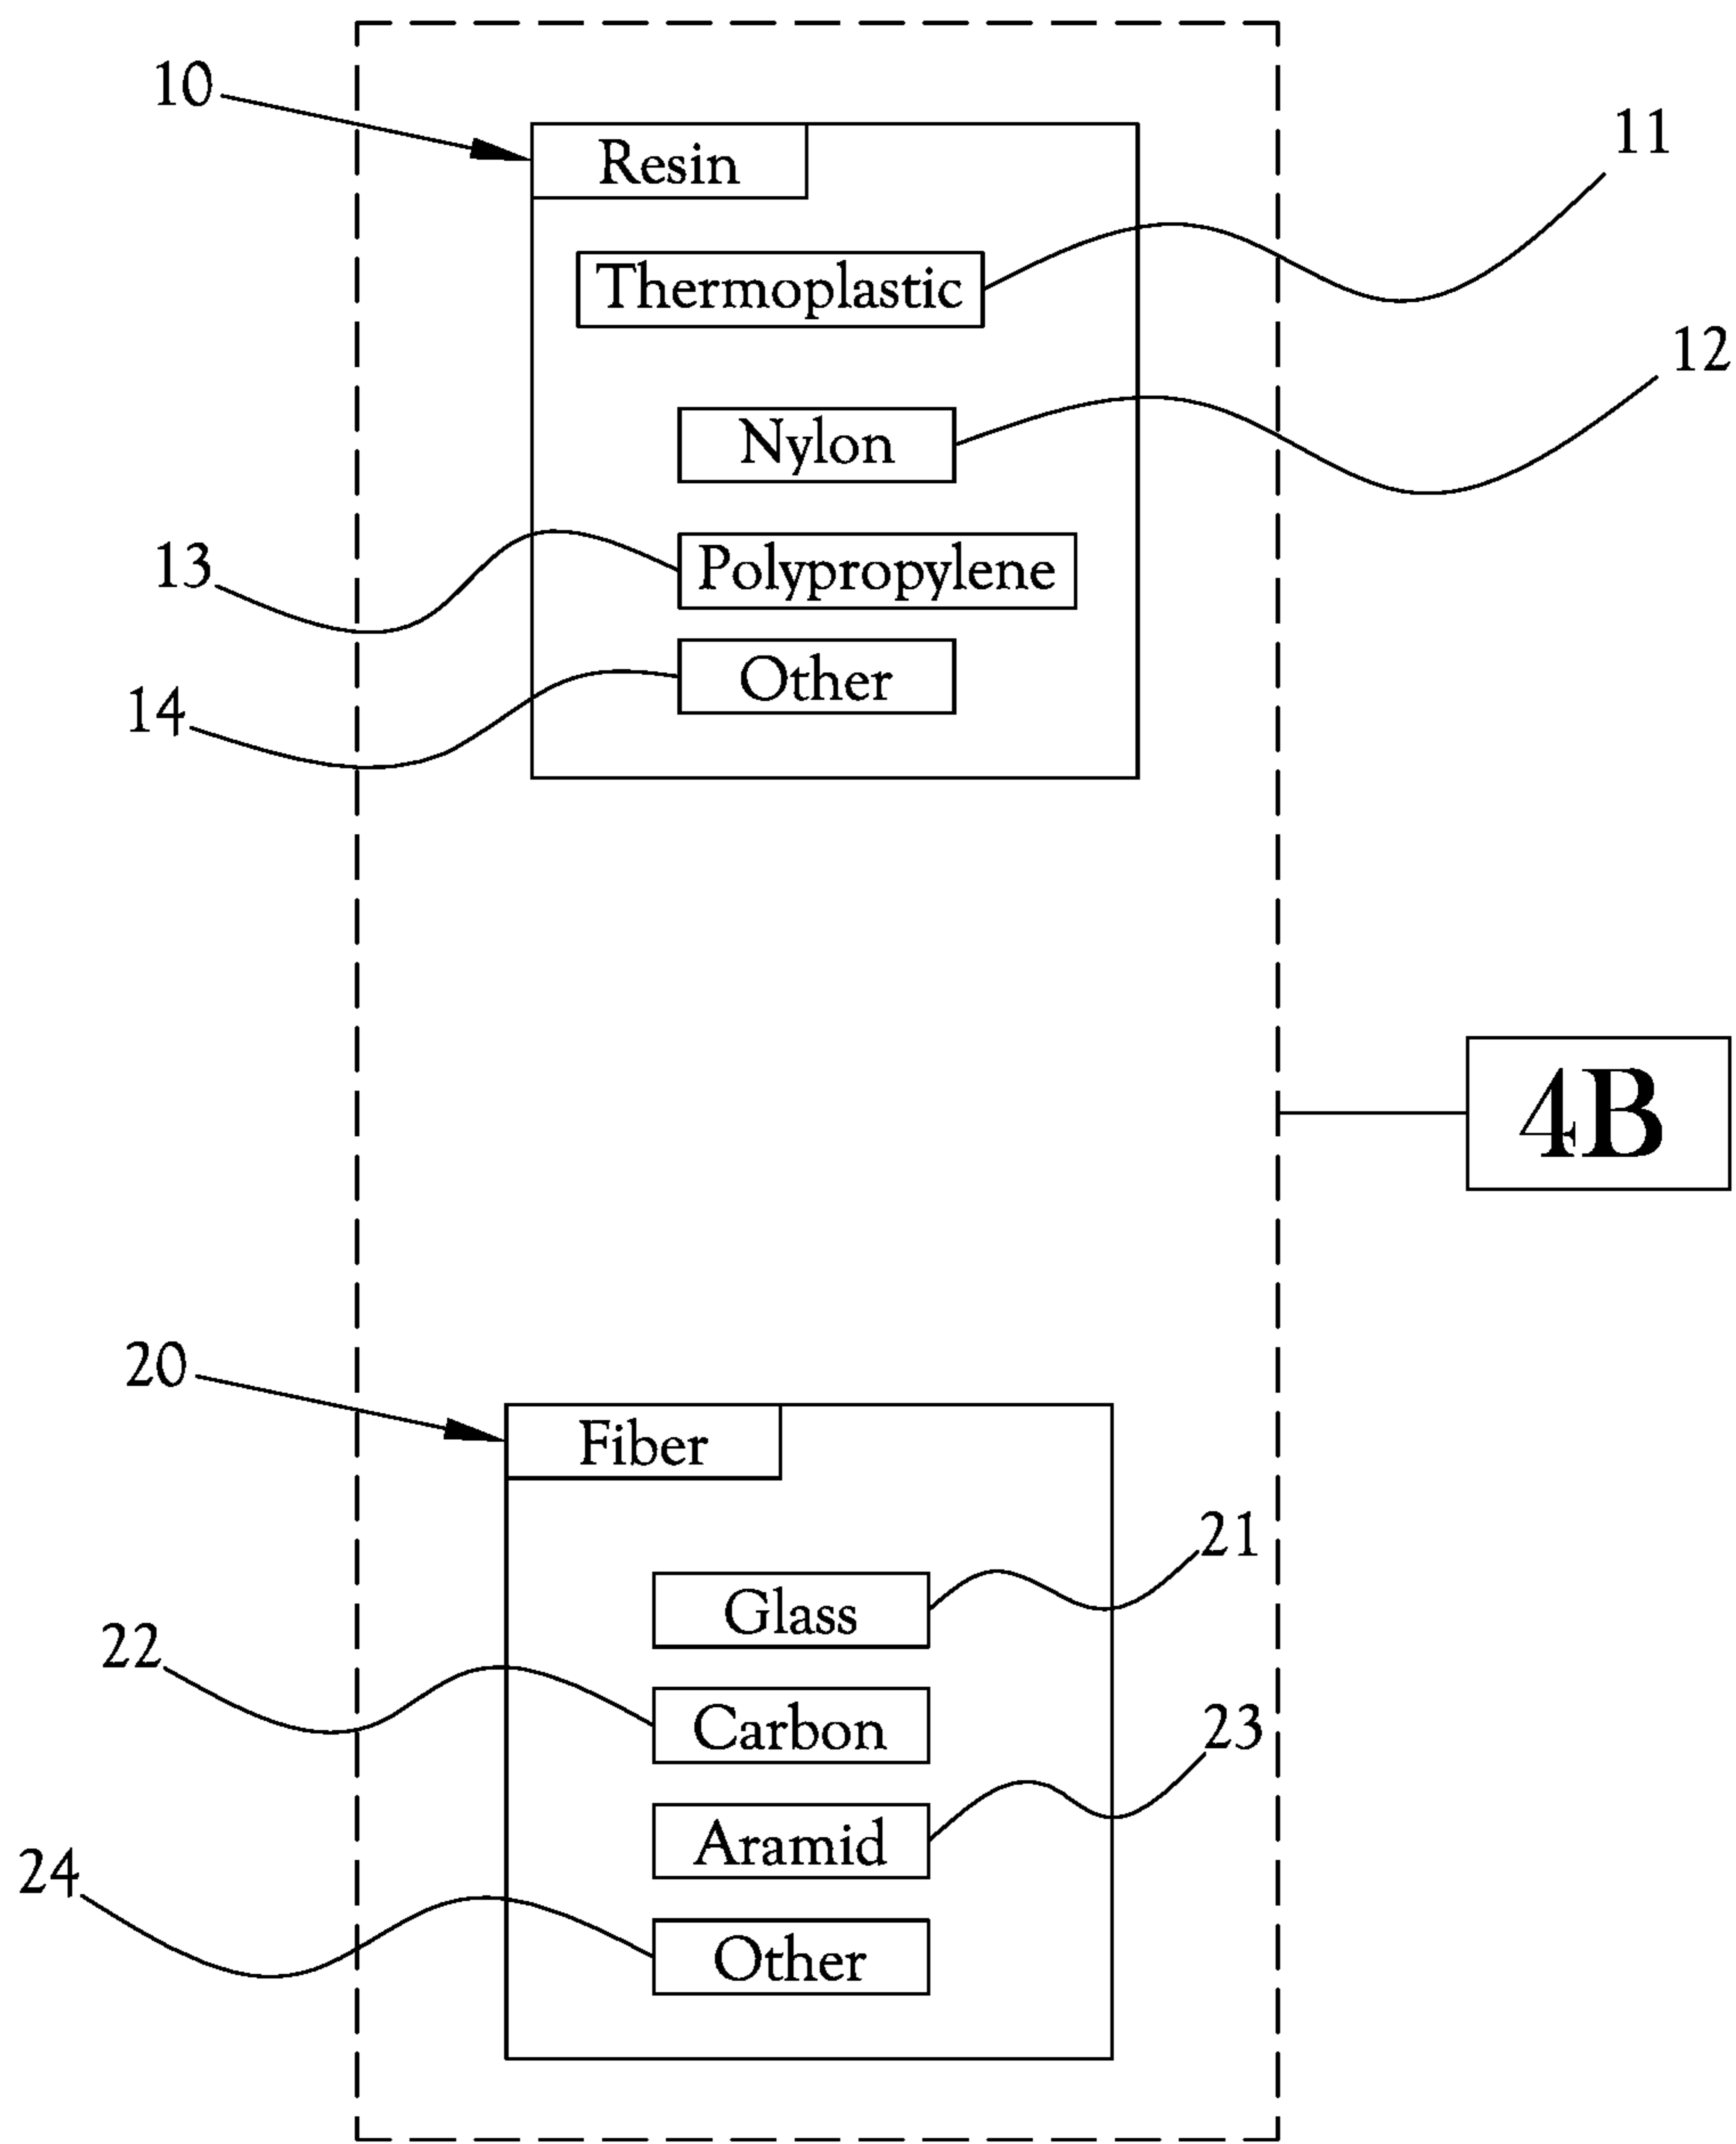 10
Resin
11
Thermoplastic
12
Nylon
13
Polypropylene
14
Other
4B
20
Fiber
21
Glass
22
Carbon
23
Aramid
24
Other